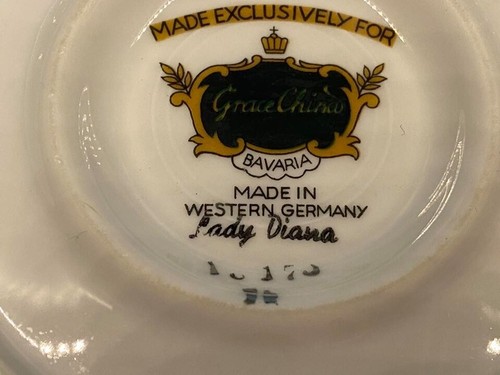 MADE EXCLUSIVELY FOR
Grace China
BAVARIA
MADE IN
WESTERN GERMANY
Lady Diana